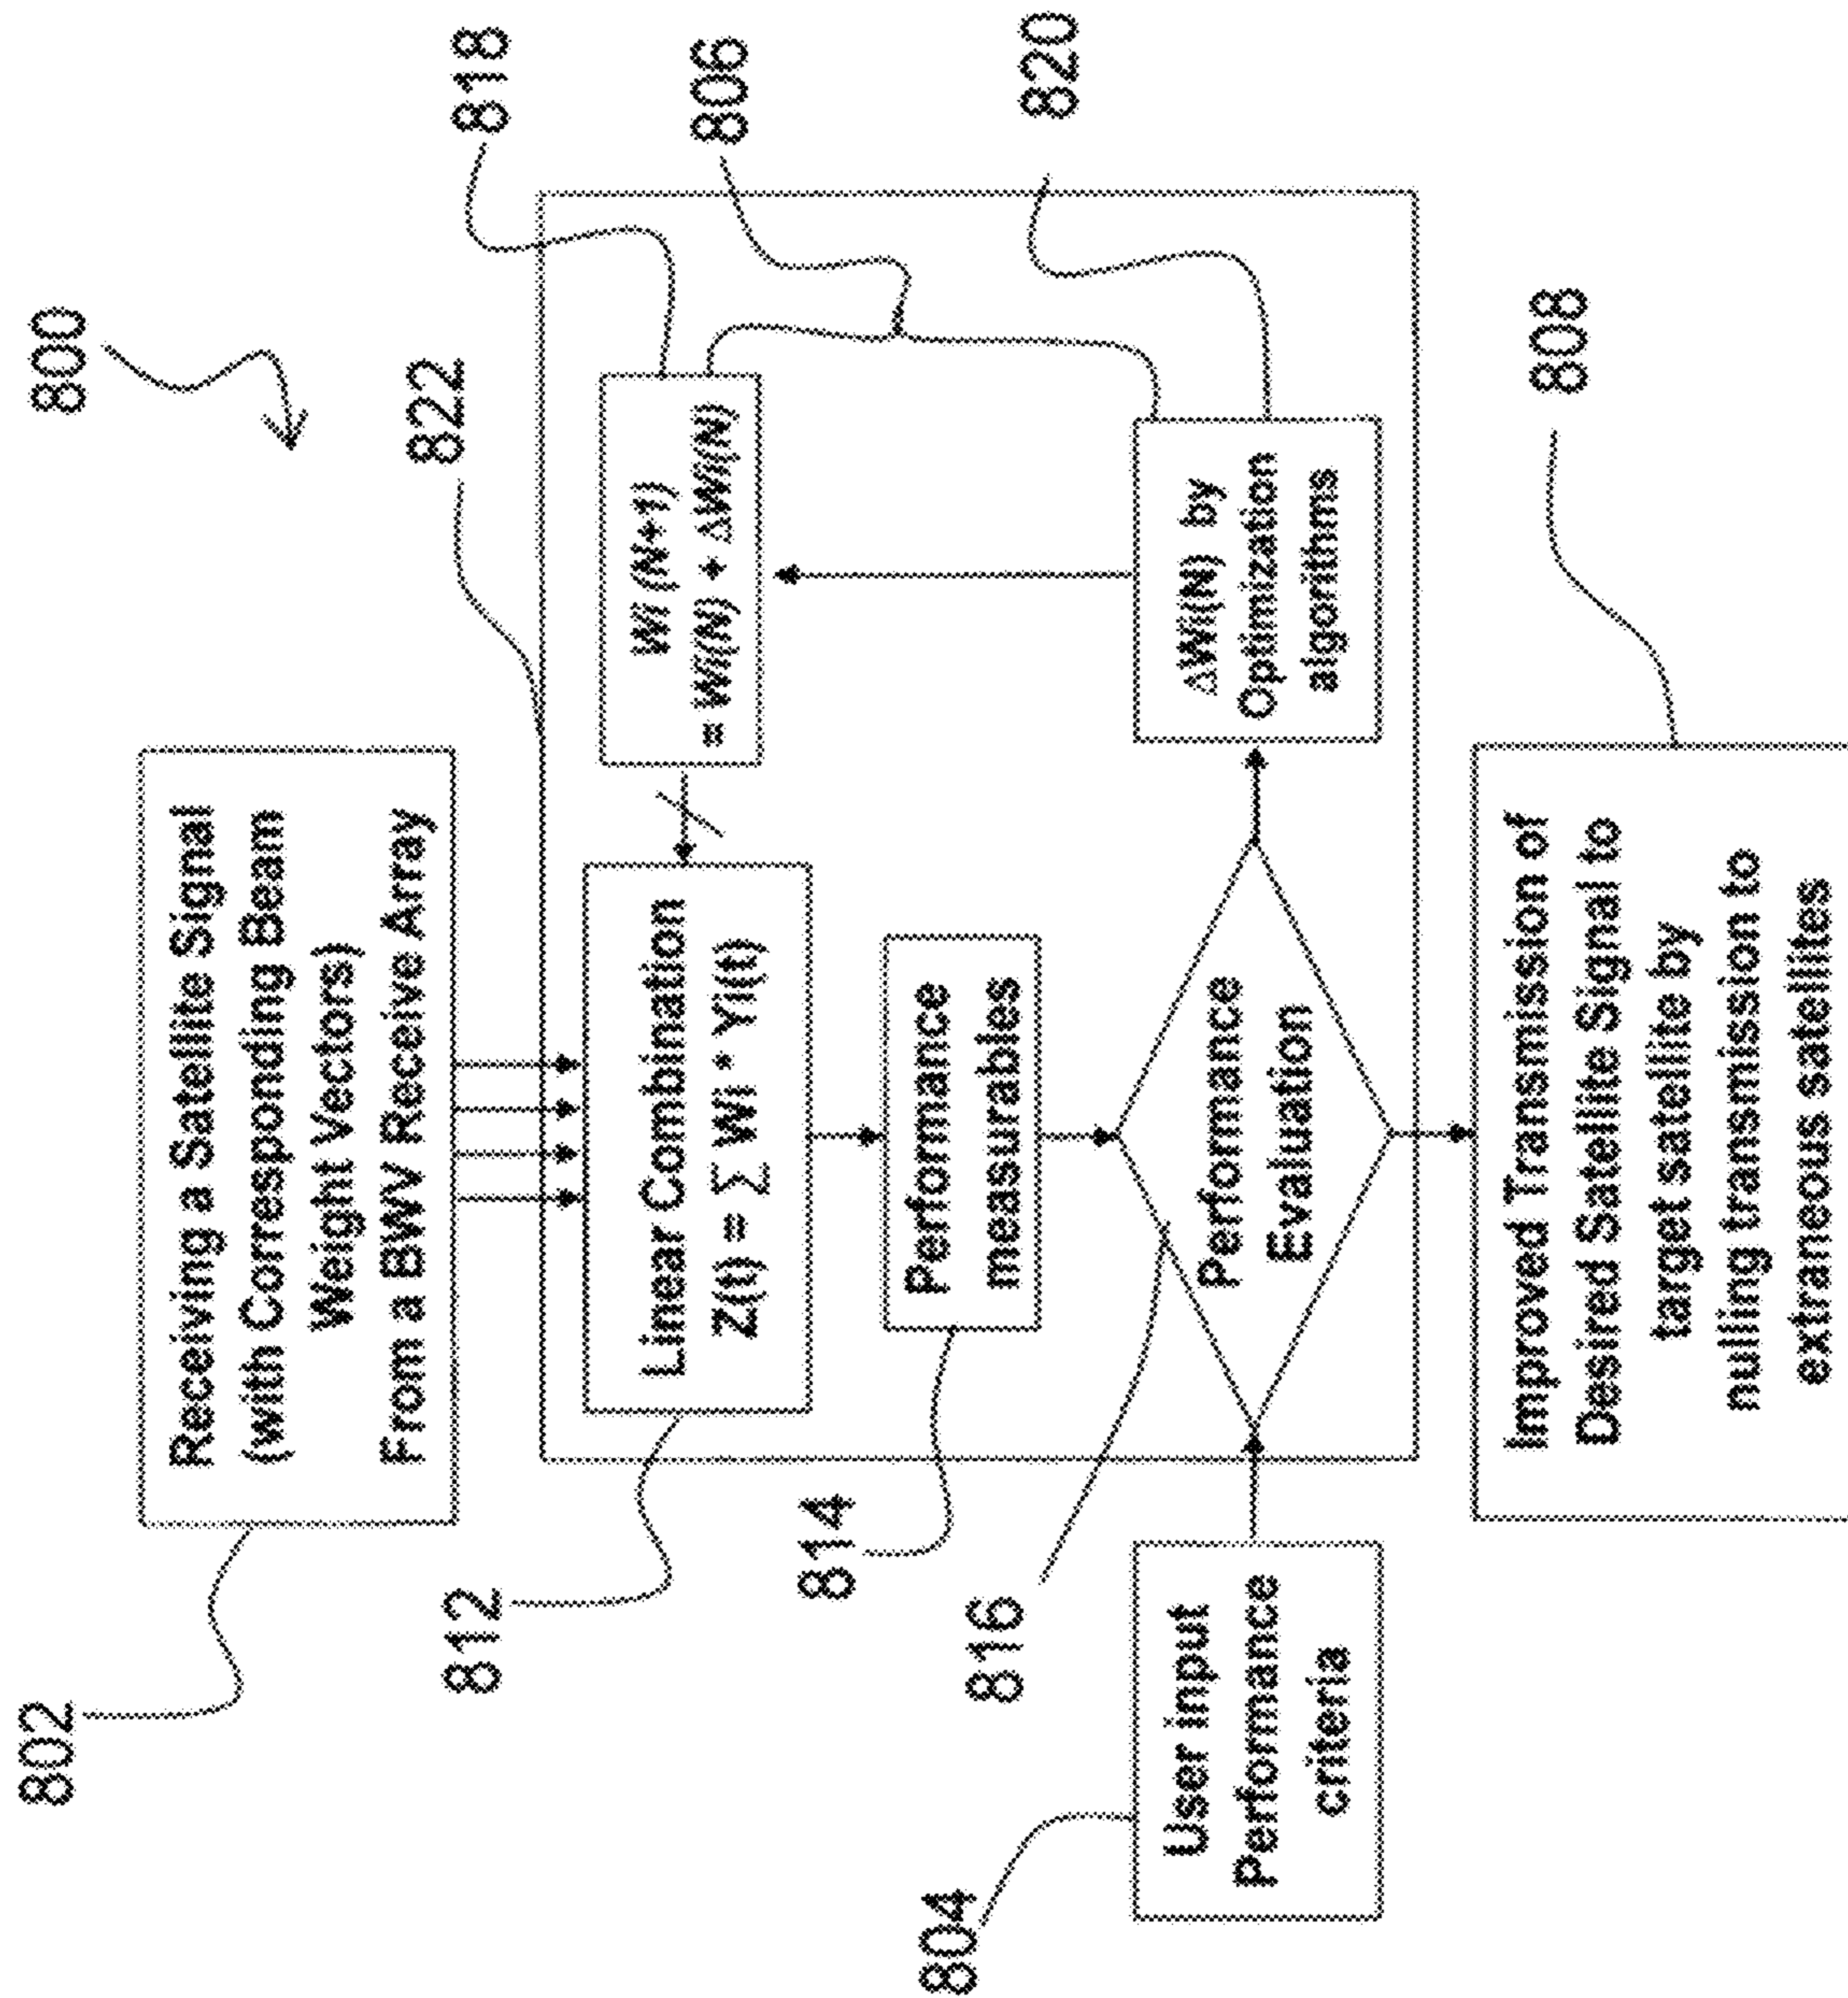 800
802
Receiving a Satellite Signal
(with Corresponding Beam
Weight Vectors)
From a BWV Receive Array
822
818
812
Linear Combination
Z(t) = ∑ Wi * Yi(t)
Wi (N+1)
= Wi(N) + ΔWi(N)
806
814
Performance
measurables
816
Performance
Evaluation
804
User input
Performance
criteria
ΔWi(N) by
Optimization
algorithms
820
808
Improved Transmission of
Desired Satellite Signal to
target satellite by
nulling transmission to
extraneous satellites